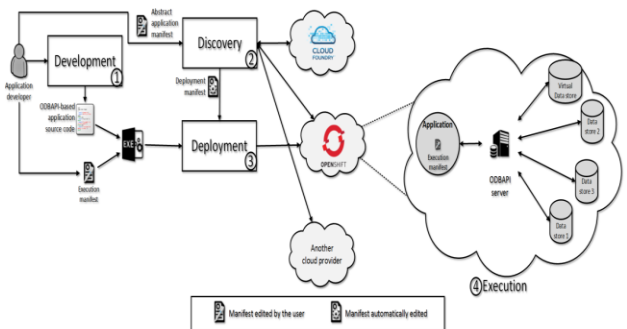 Abstract
application
manifest
Discovery
2
CLOUD
FOUNDRY
Development
1
Application
developer
Deployment
manifest
ODBAPI-based
application
source code
EXE
Deployment
3
Execution
manifest
OPENSHIFT
Another
cloud provider
Application
Execution
manifest
ODBAPI
server
Virtual
Data store
Data
store 2
Data
store 3
Data
store 1
4 Execution
Manifest edited by the user
Manifest automatically edited